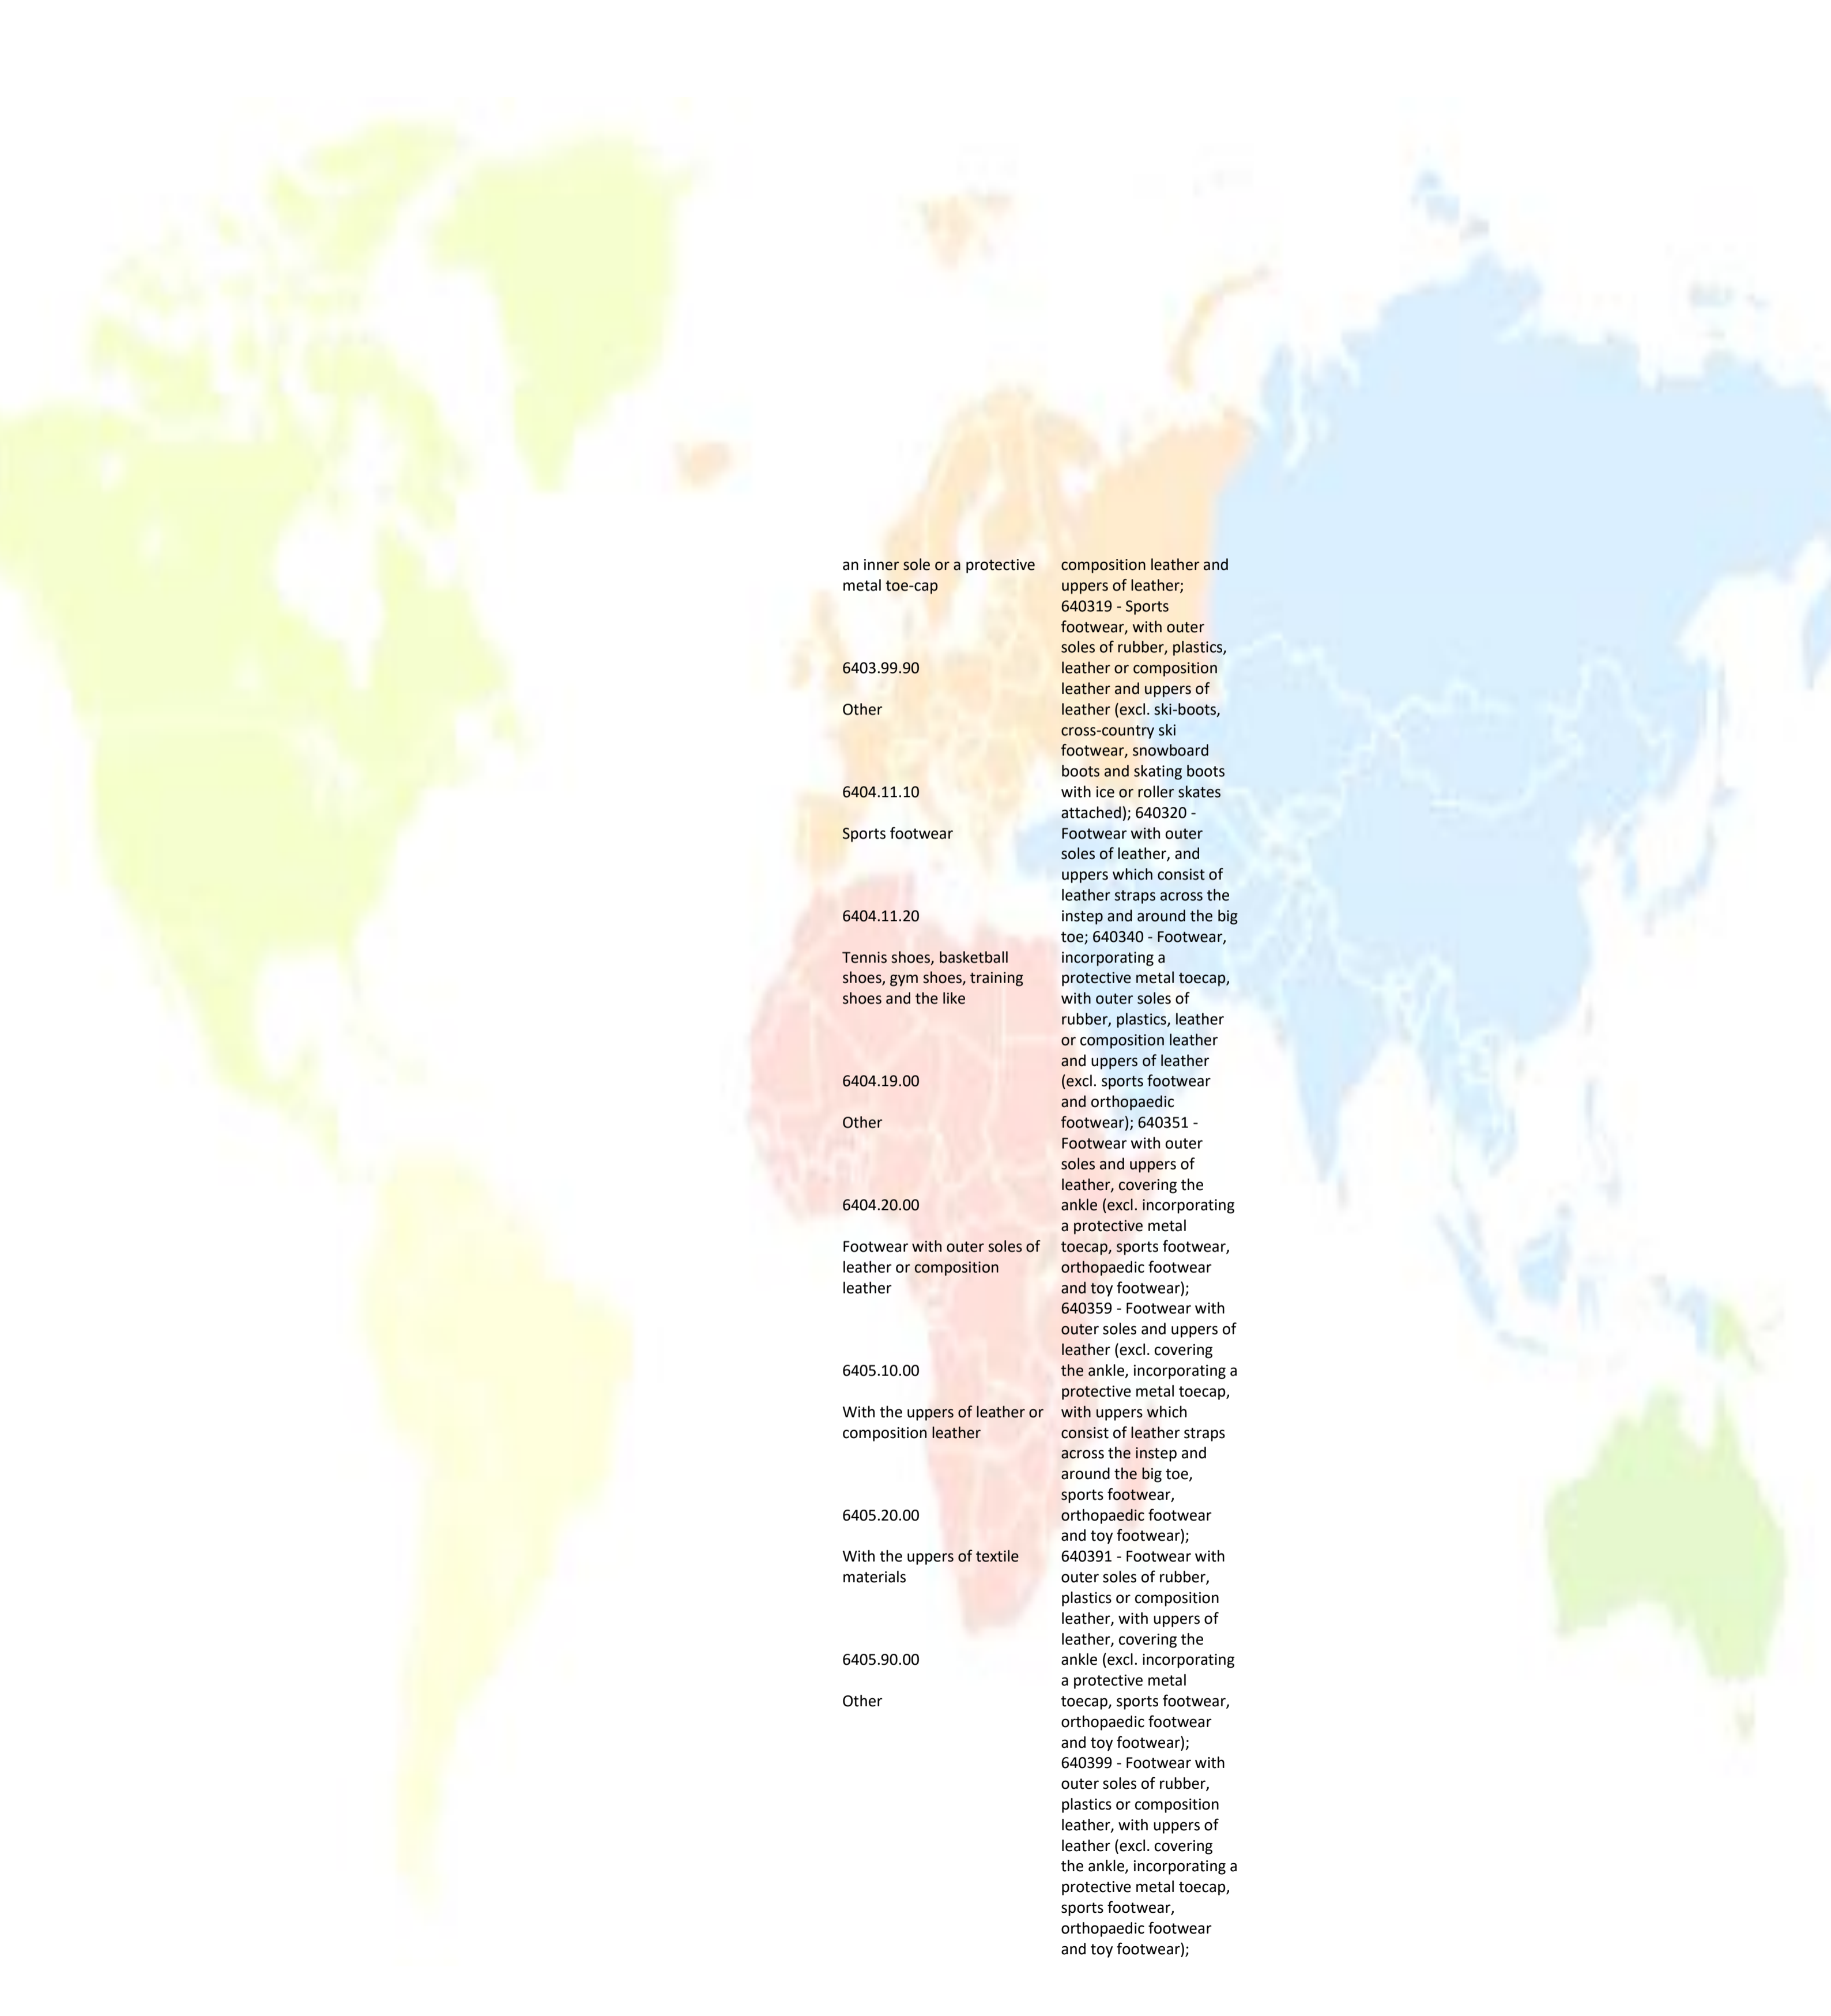 an inner sole or a protective
metal toe-cap
6403.99.90
Other
6404.11.10
Sports footwear
6404.11.20
Tennis shoes, basketball
shoes, gym shoes, training
shoes and the like
6404.19.00
Other
6404.20.00
Footwear with outer soles of
leather or composition
leather
6405.10.00
With the uppers of leather or
composition leather
6405.20.00
With the uppers of textile
materials
6405.90.00
Other
composition leather and
uppers of leather;
640319 - Sports
footwear, with outer
soles of rubber, plastics,
leather or composition
leather and uppers of
leather (excl. ski-boots,
cross-country ski
footwear, snowboard
boots and skating boots
with ice or roller skates
attached); 640320 -
Footwear with outer
soles of leather, and
uppers which consist of
leather straps across the
instep and around the big
toe; 640340 - Footwear,
incorporating a
protective metal toecap,
with outer soles of
rubber, plastics, leather
or composition leather
and uppers of leather
(excl. sports footwear
and orthopaedic
footwear); 640351 -
Footwear with outer
soles and uppers of
leather, covering the
ankle (excl. incorporating
a protective metal
toecap, sports footwear,
orthopaedic footwear
and toy footwear);
640359 - Footwear with
outer soles and uppers of
leather (excl. covering
the ankle, incorporating a
protective metal toecap,
with uppers which
consist of leather straps
across the instep and
around the big toe,
sports footwear,
orthopaedic footwear
and toy footwear);
640391 - Footwear with
outer soles of rubber,
plastics or composition
leather, with uppers of
leather, covering the
ankle (excl. incorporating
a protective metal
toecap, sports footwear,
orthopaedic footwear
and toy footwear);
640399 - Footwear with
outer soles of rubber,
plastics or composition
leather, with uppers of
leather (excl. covering
the ankle, incorporating a
protective metal toecap,
sports footwear,
orthopaedic footwear
and toy footwear);